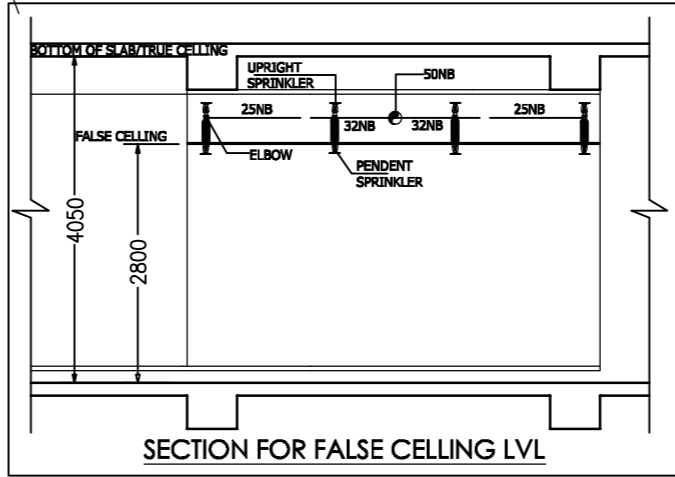 BOTTOM OF SLAB/TRUE CELLING
UPRIGHT
SPRINKLER
50NB
25NB
25NB
32NB
32NB
FALSE CELLING
ELBOW
PENDENT
SPRINKLER
4050
2800
SECTION FOR FALSE CELLING LVL